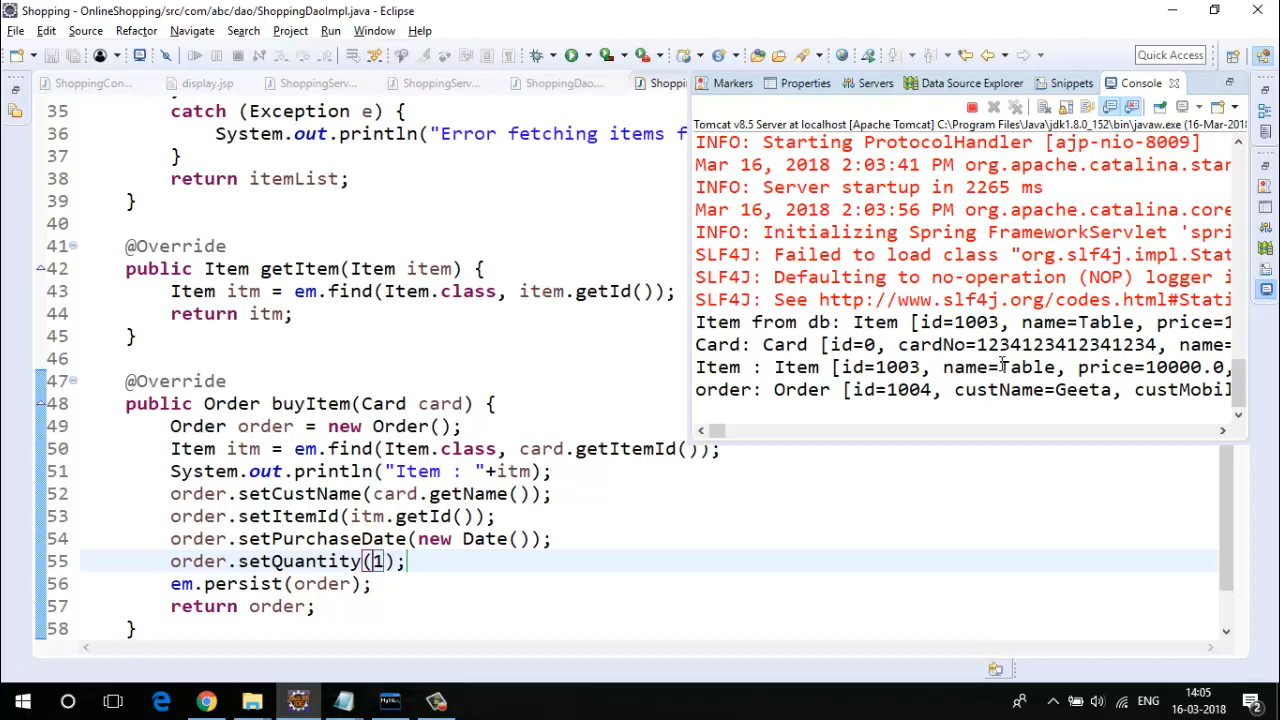 Shopping - OnlineShopping/src/com/abc/dao/ShoppingDaoImpl.java - Eclipse
File Edit Source Refactor Navigate Search Project Run Window Help
Quick Access
ShoppingCon... display.jsp ShoppingServ... ShoppingServ... ShoppingDao.... Shoppi
Markers Properties Servers Data Source Explorer Snippets Console
35 catch (Exception e) {
36 System.out.println("Error fetching items f
37 }
38 return itemList;
39 }
40
41 @Override
42 public Item getItem(Item item) {
43 Item itm = em.find(Item.class, item.getId());
44 return itm;
45 }
46
47 @Override
48 public Order buyItem(Card card) {
49 Order order = new Order();
50 Item itm = em.find(Item.class, card.getItemId());
51 System.out.println("Item : "+itm);
52 order.setCustName(card.getName());
53 order.setItemId(itm.getId());
54 order.setPurchaseDate(new Date());
55 order.setQuantity(1);
56 em.persist(order);
57 return order;
58 }
Tomcat v8.5 Server at localhost [Apache Tomcat] C:\Program Files\Java\jdk1.8.0_152\bin\javaw.exe (16-Mar-2018
INFO: Starting ProtocolHandler [ajp-nio-8009]
Mar 16, 2018 2:03:41 PM org.apache.catalina.star
INFO: Server startup in 2265 ms
Mar 16, 2018 2:03:56 PM org.apache.catalina.core
INFO: Initializing Spring FrameworkServlet 'spri
SLF4J: Failed to load class "org.slf4j.impl.Stat
SLF4J: Defaulting to no-operation (NOP) logger i
SLF4J: See http://www.slf4j.org/codes.html#Stati
Item from db: Item [id=1003, name=Table, price=1
Card: Card [id=0, cardNo=1234123412341234, name=
Item : Item [id=1003, name=Table, price=10000.0,
order: Order [id=1004, custName=Geeta, custMobil
ENG
14:05
16-03-2018
2